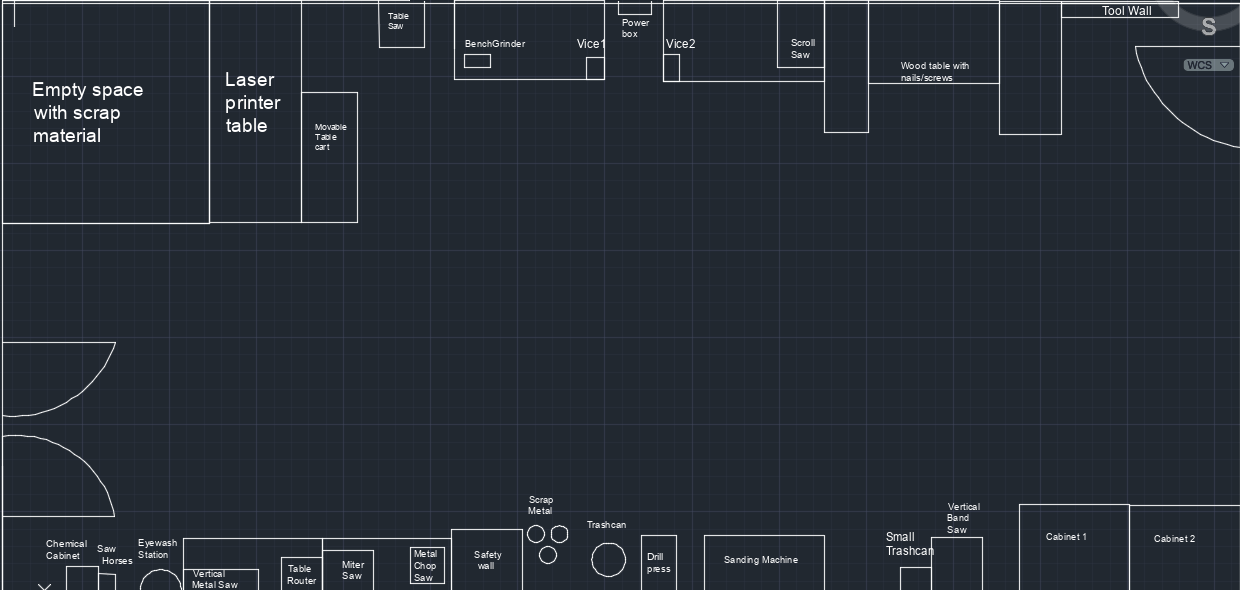 Tool Wall
S
WCS
Table
Saw
Power
box
BenchGrinder
Vice1
Vice2
Scroll
Saw
Wood table with
nails/screws
Empty space
with scrap
material
Laser
printer
table
Movable
Table
cart
Scrap
Metal
Trashcan
Vertical
Band
Saw
Chemical
Cabinet
Saw
Horses
Eyewash
Station
Vertical
Metal Saw
Table
Router
Miter
Saw
Metal
Chop
Saw
Safety
wall
Drill
press
Sanding Machine
Small
Trashcan
Cabinet 1
Cabinet 2